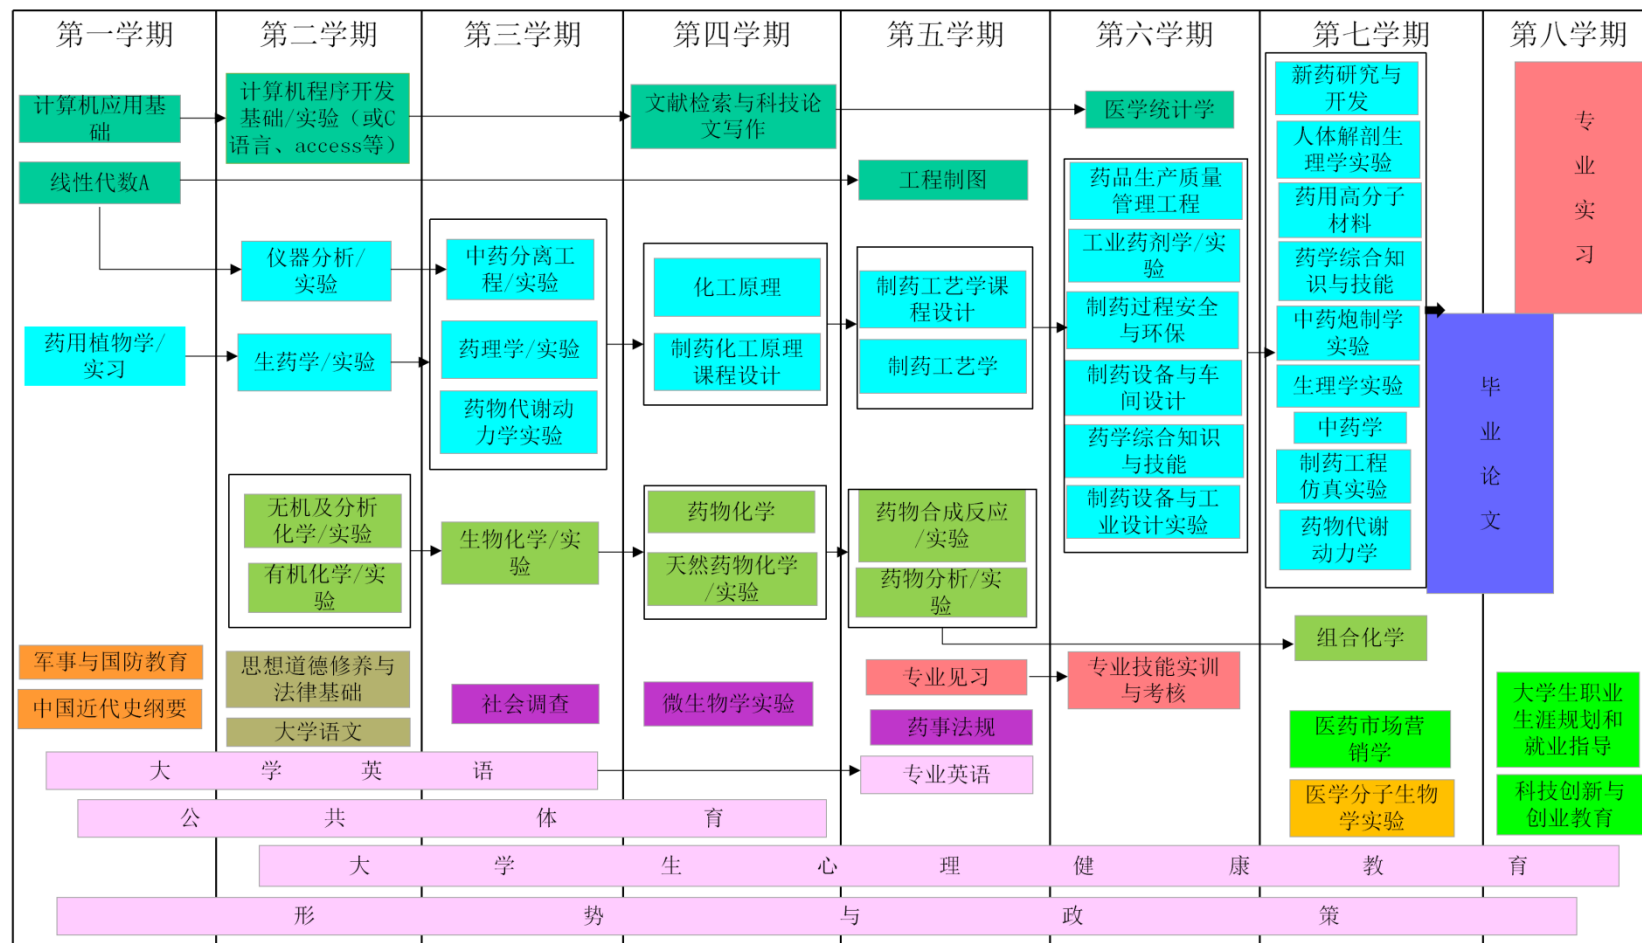 第一学期
第二学期
第三学期
第四学期
第五学期
第六学期
第七学期
第八学期
计算机应用基
础
线性代数A
药用植物学/
实习
军事与国防教育
中国近代史纲要
计算机程序开发
基础/实验（或C
语言、access等）
仪器分析/
实验
生药学/实验
无机及分析
化学/实验
有机化学/实
验
思想道德修养与
法律基础
大学语文
中药分离工
程/实验
药理学/实验
药物代谢动
力学实验
生物化学/实
验
社会调查
文献检索与科技论
文写作
化工原理
制药化工原理
课程设计
药物化学
天然药物化学
/实验
微生物学实验
工程制图
制药工艺学课
程设计
制药工艺学
药物合成反应
/实验
药物分析/实
验
专业见习
药事法规
专业英语
医学统计学
药品生产质量
管理工程
工业药剂学/实
验
制药过程安全
与环保
制药设备与车
间设计
药学综合知识
与技能
制药设备与工
业设计实验
专业技能实训
与考核
新药研究与
开发
人体解剖生
理学实验
药用高分子
材料
药学综合知
识与技能
中药炮制学
实验
生理学实验
中药学
制药工程
仿真实验
药物代谢
动力学
组合化学
医药市场营
销学
医学分子生物
学实验
专
业
实
习
毕
业
论
文
大学生职业
生涯规划和
就业指导
科技创新与
创业教育
大学英语
公共体育
大学生心理健康教育
形势与政策